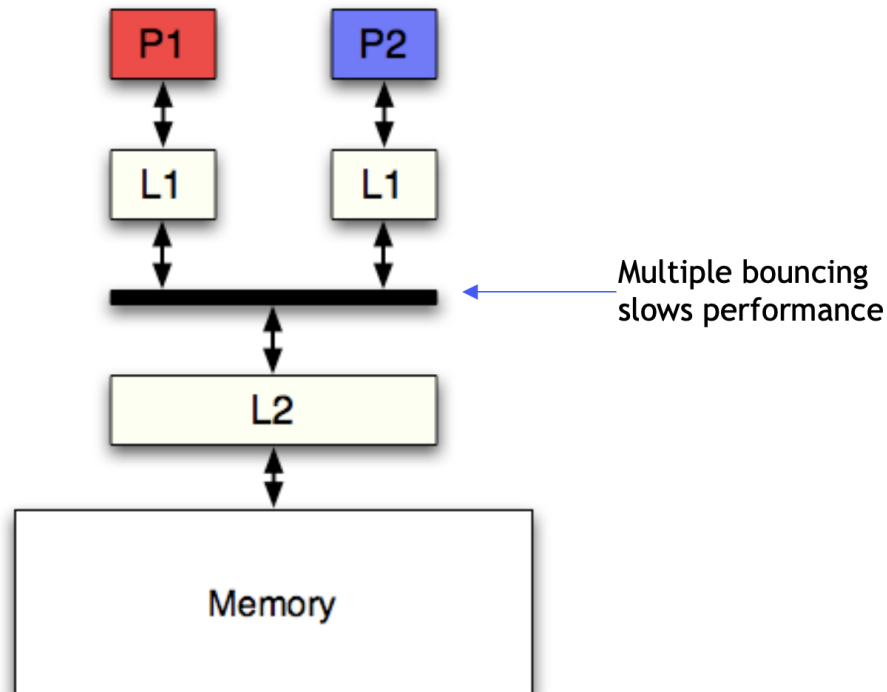 P1
P2
L1
L1
Multiple bouncing
slows performance
L2
Memory